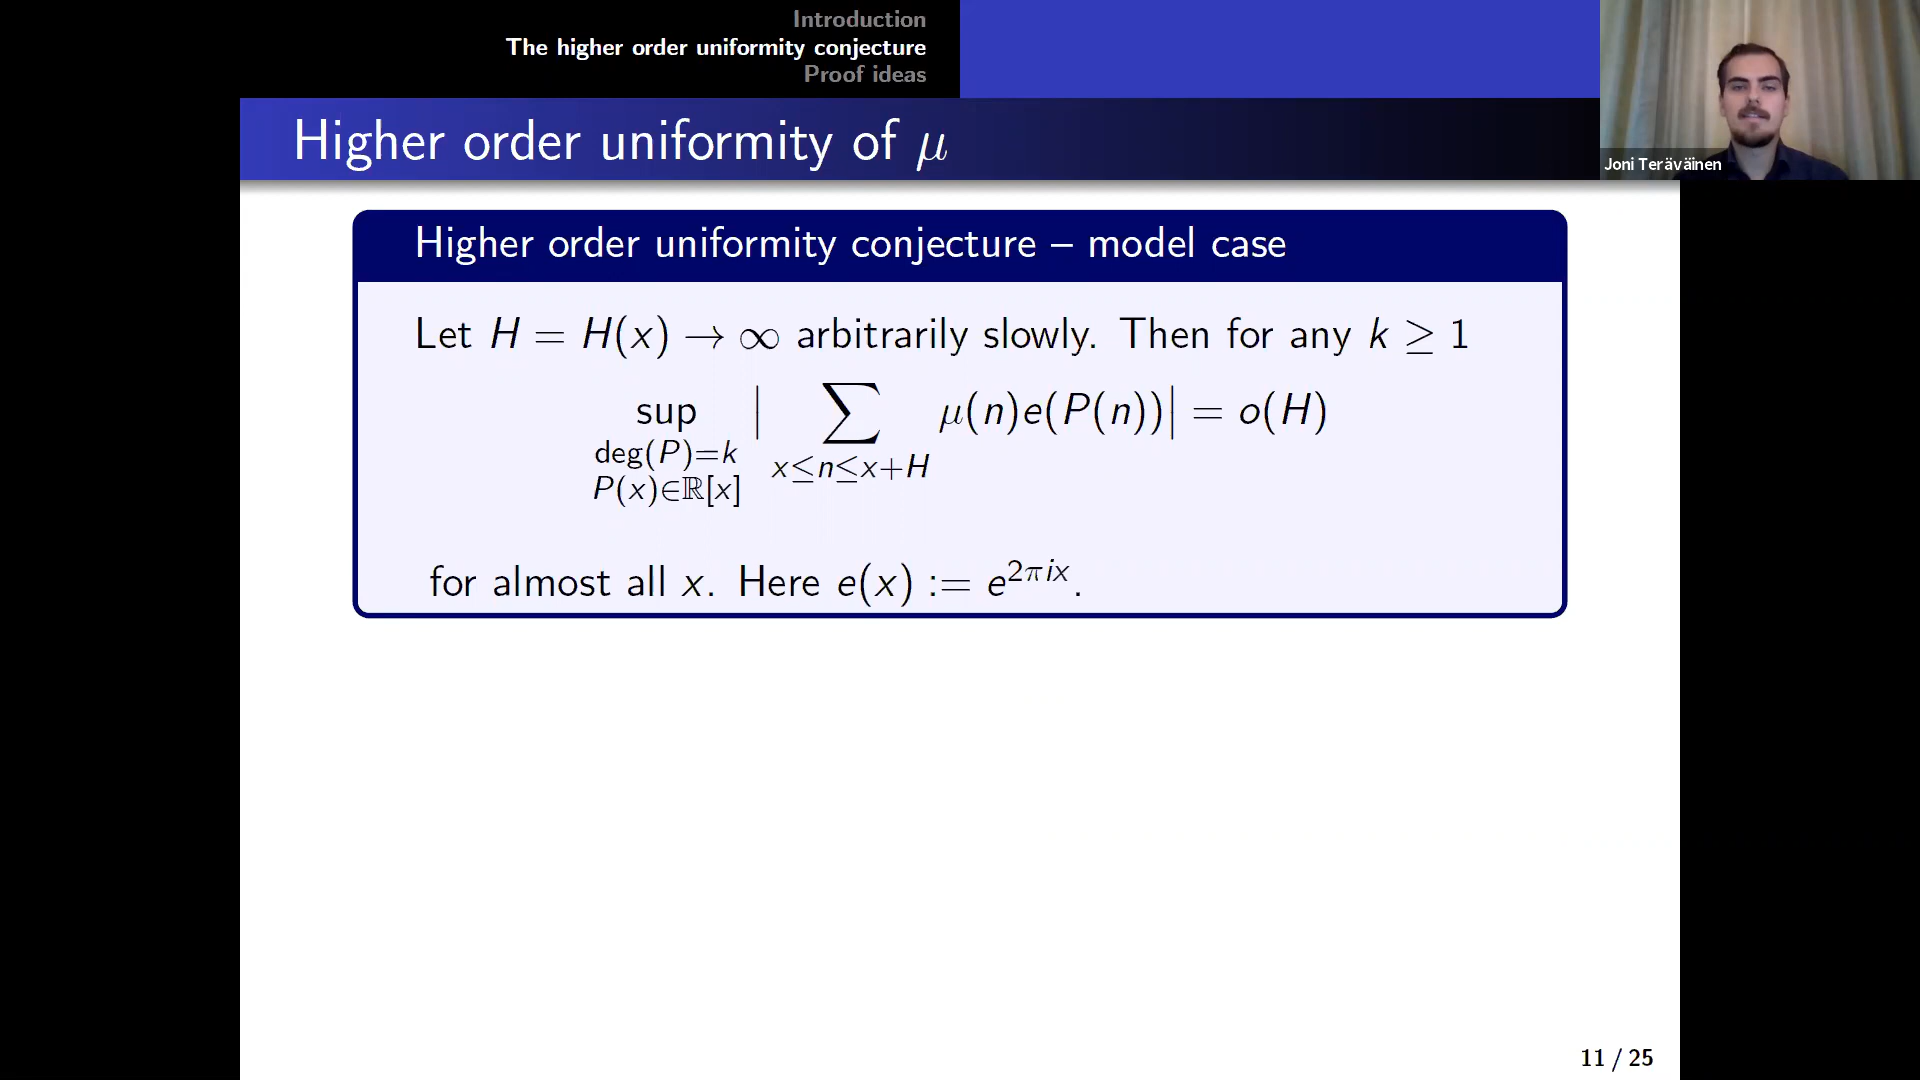 Introduction
The higher order uniformity conjecture
Proof ideas
Higher order uniformity of μ
Joni Teräväinen
Higher order uniformity conjecture – model case
Let H = H(x) → ∞ arbitrarily slowly. Then for any k ≥ 1
sup | ∑ μ(n)e(P(n))| = o(H)
deg(P)=k x≤n≤x+H
P(x)∈ℝ[x]
for almost all x. Here e(x) := e^{2πix}.
11 / 25